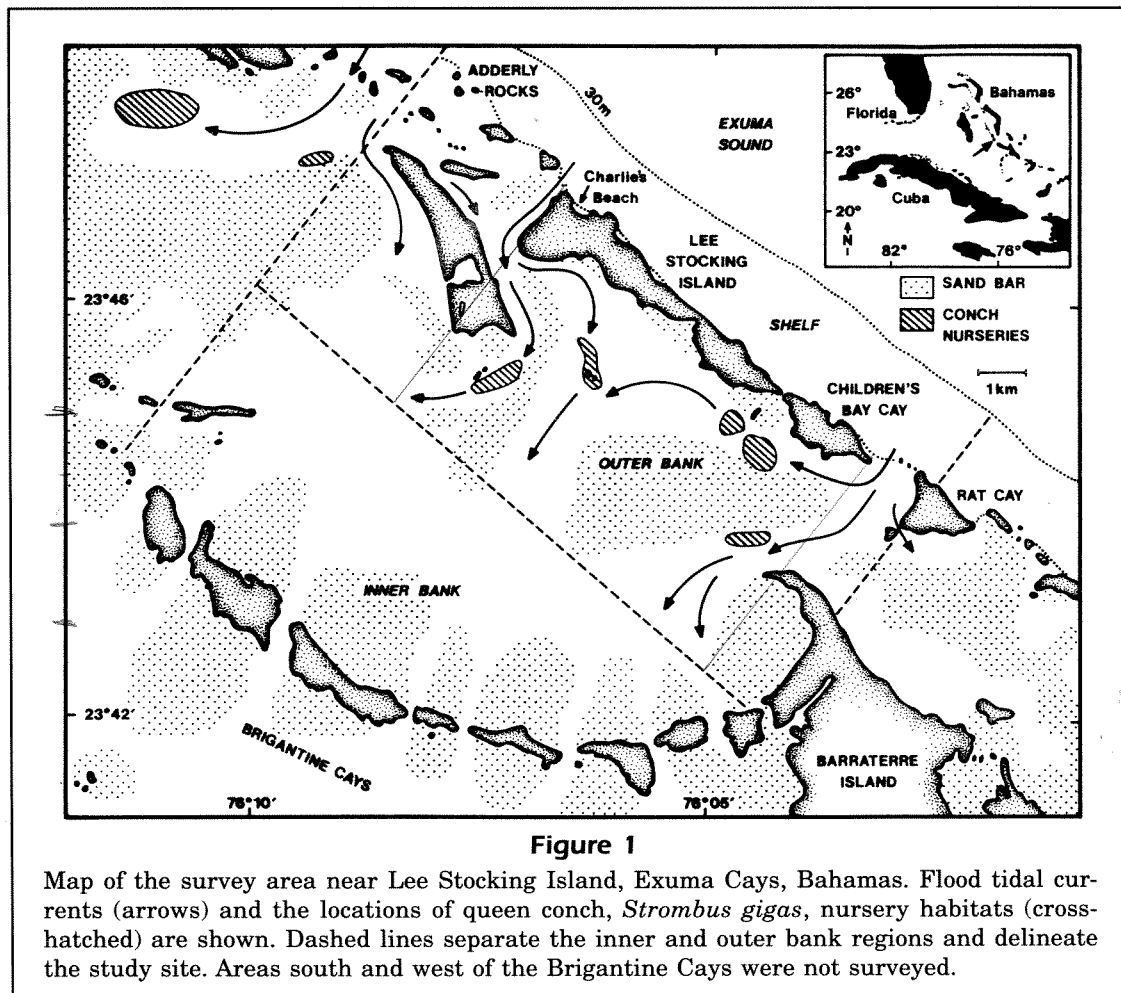 ADDERLY
ROCKS
30m
EXUMA
SOUND
26°
Bahamas
Florida
23°
Cuba
20°
N
82°
76°
Charlie's
Beach
LEE
STOCKING
ISLAND
SAND BAR
CONCH
NURSERIES
23°46′
SHELF
1km
CHILDREN'S
BAY CAY
OUTER BANK
RAT CAY
INNER BANK
23°42′
BRIGANTINE CAYS
BARRATERRE
ISLAND
76°10′
76°05′
Figure 1
Map of the survey area near Lee Stocking Island, Exuma Cays, Bahamas. Flood tidal cur-
rents (arrows) and the locations of queen conch, Strombus gigas, nursery habitats (cross-
hatched) are shown. Dashed lines separate the inner and outer bank regions and delineate
the study site. Areas south and west of the Brigantine Cays were not surveyed.